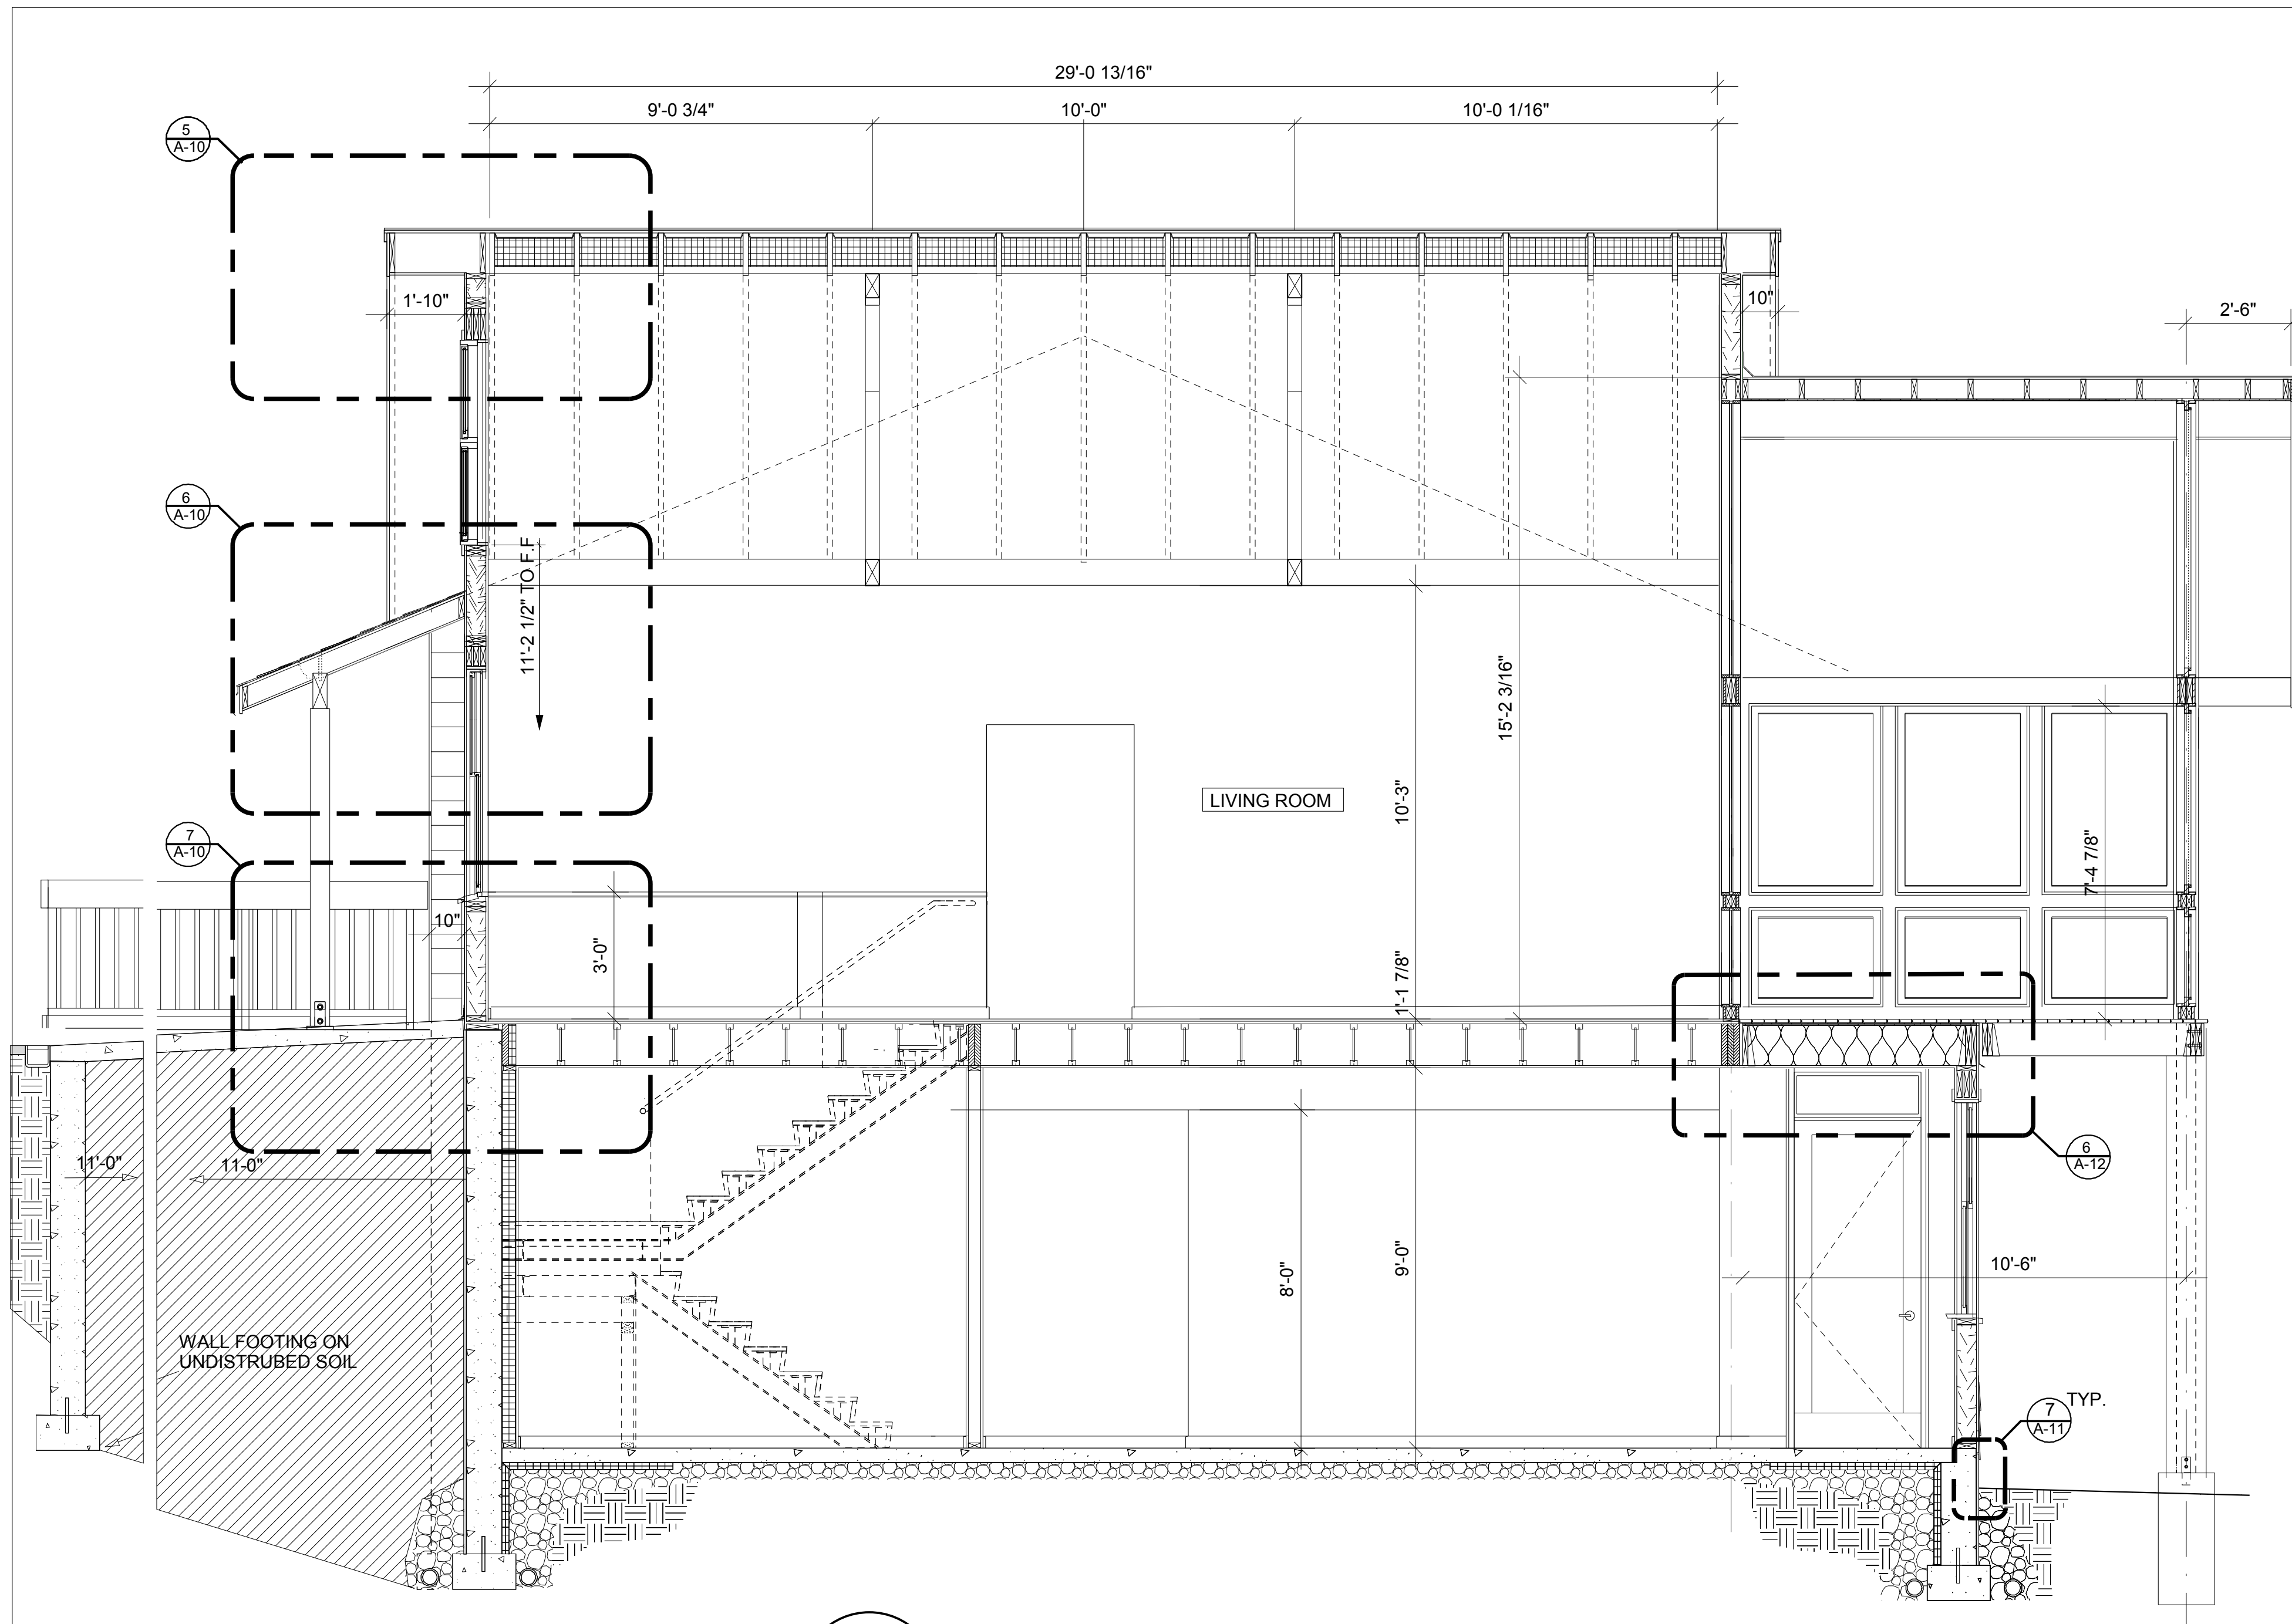 29'-0 13/16"
9'-0 3/4"
10'-0"
10'-0 1/16"
5
A-10
1'-10"
10"
2'-6"
6
A-10
11'-2 1/2" TO F.F
15'-2 3/16"
10'-3"
LIVING ROOM
7
A-10
7'-4 7/8"
10"
3'-0"
1'-1 7/8"
11'-0"
11-0"
6
A-12
8'-0"
9'-0"
10'-6"
WALL FOOTING ON
UNDISTRUBED SOIL
7
A-11
TYP.